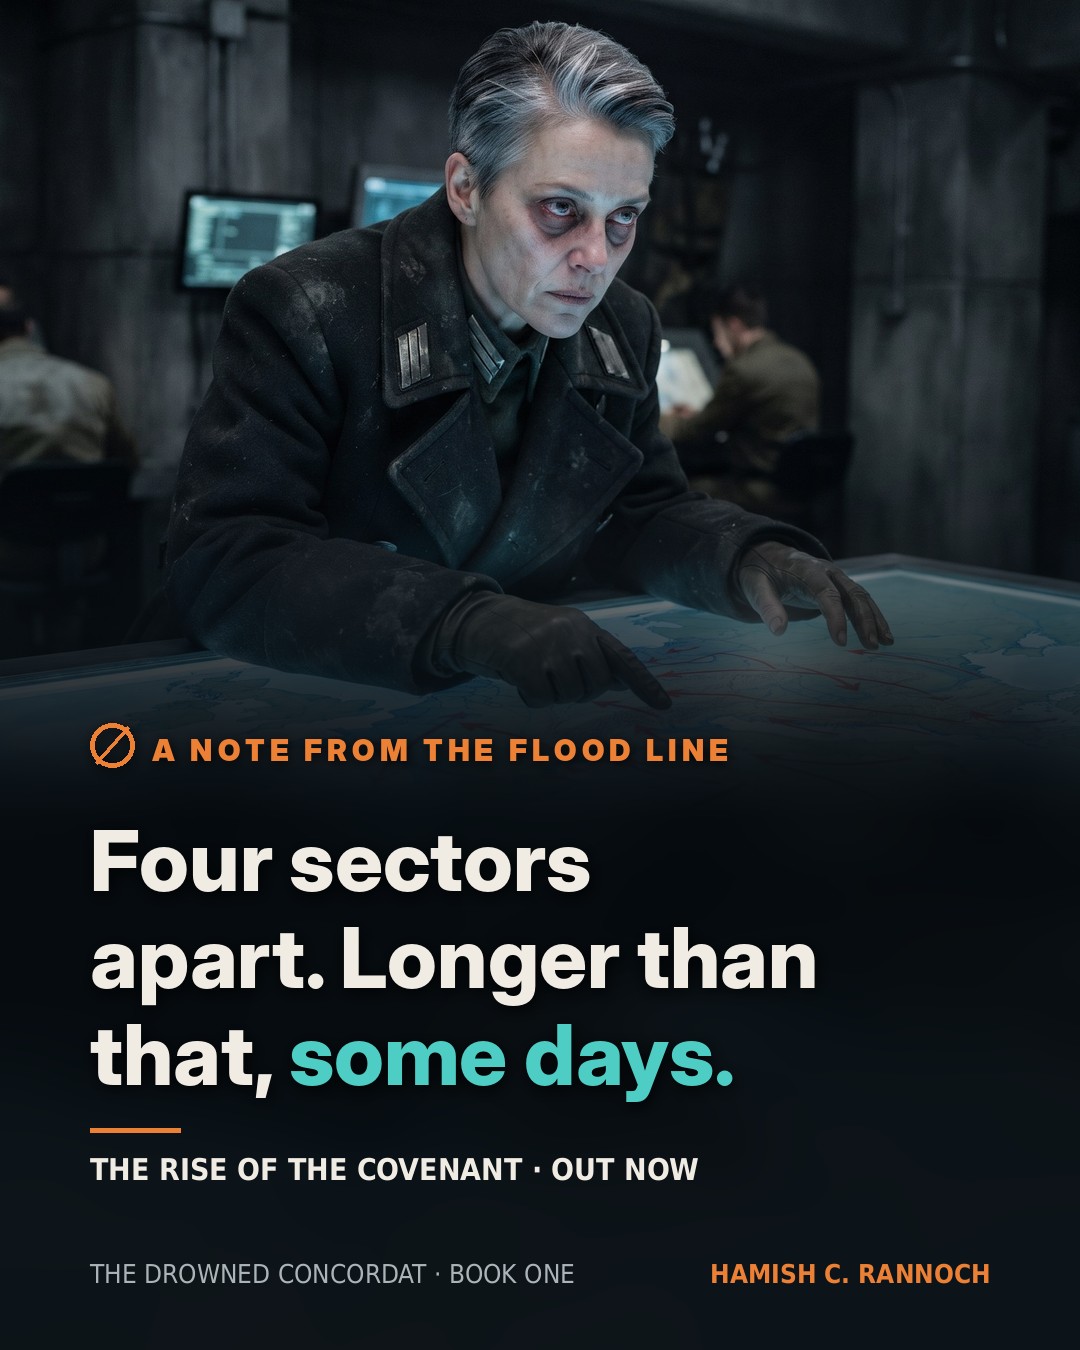 A NOTE FROM THE FLOOD LINE
Four sectors
apart. Longer than
that, some days.
THE RISE OF THE COVENANT · OUT NOW
THE DROWNED CONCORDAT · BOOK ONE
HAMISH C. RANNOCH